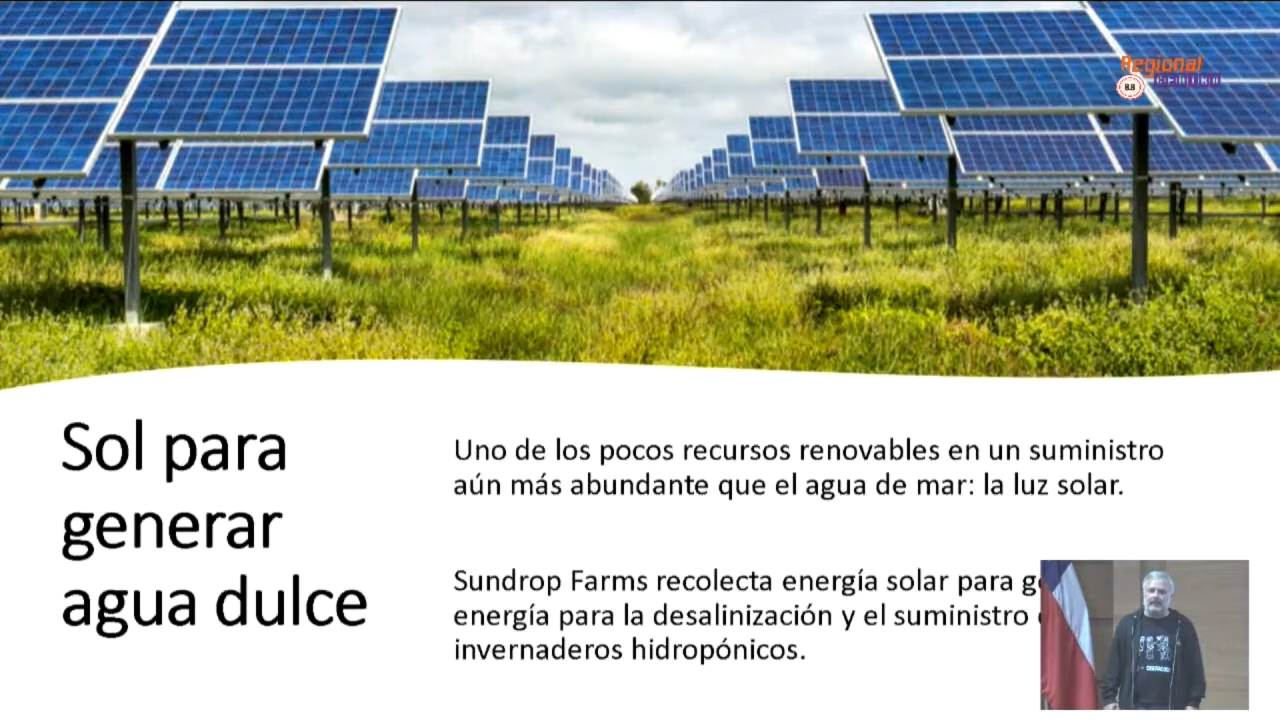 Regional
8.8
Sol para
generar
agua dulce
Uno de los pocos recursos renovables en un suministro
aún más abundante que el agua de mar: la luz solar.
Sundrop Farms recolecta energía solar para
energía para la desalinización y el suministro
invernaderos hidropónicos.